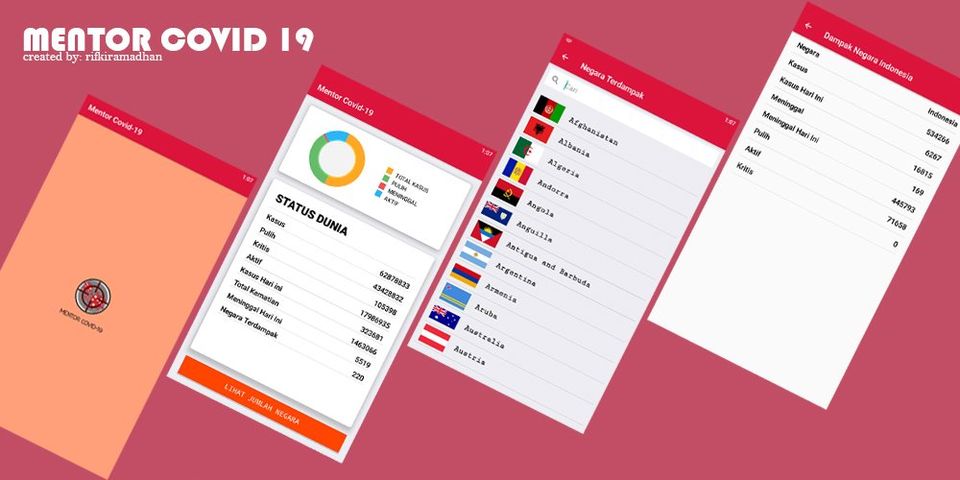 MENTOR COVID 19
created by: rifkiramadhan
Mentor Covid-19
1:07
MENTOR COVID-19
Mentor Covid-19
1:07
TOTAL KASUS
PULIH
MENINGGAL
AKTIF
STATUS DUNIA
Kasus 62878833
Pulih 43428832
Kritis 105398
Aktif 17986935
Kasus Hari ini 323681
Total Kematian 1463066
Meninggal Hari Ini 5519
Negara Terdampak 220
LIHAT JUMLAH NEGARA
1:07
Negara Terdampak
Cari
Afghanistan
Albania
Algeria
Andorra
Angola
Anguilla
Antigua and Barbuda
Argentina
Armenia
Aruba
Australia
Austria
Dampak Negara Indonesia
Negara Indonesia
Kasus 534266
Kasus Hari Ini 6267
Meninggal 16815
Meninggal Hari Ini 169
Pulih 445793
Aktif 71658
Kritis 0